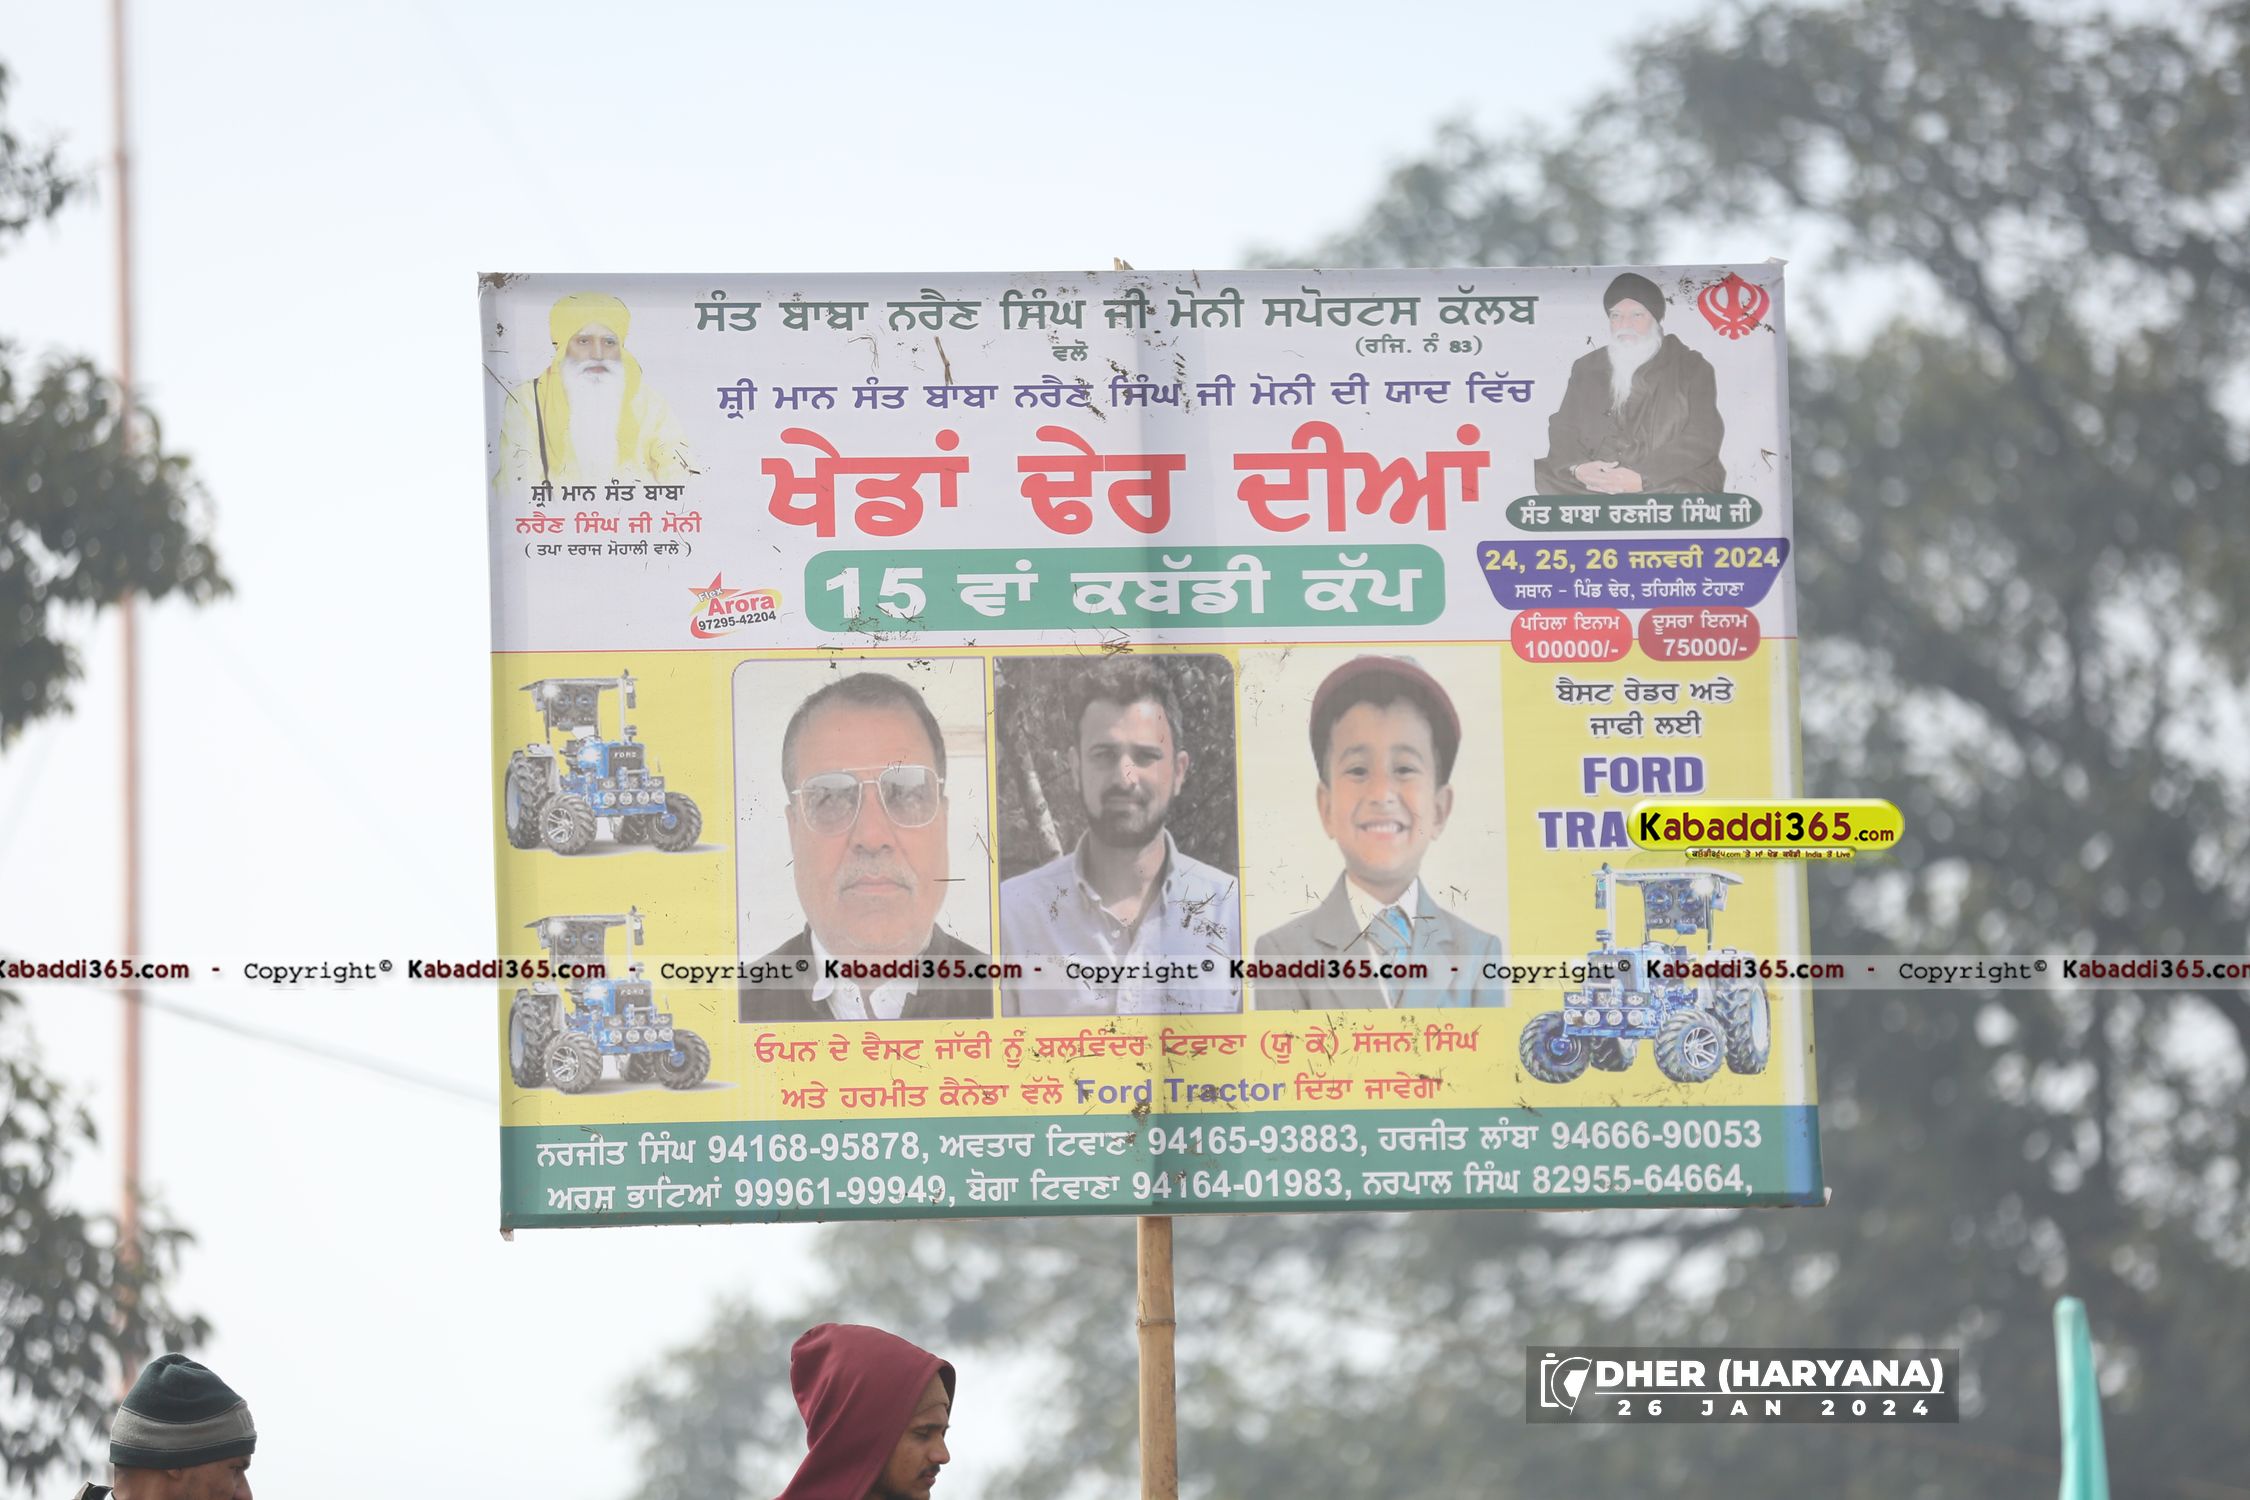 ਸੰਤ ਬਾਬਾ ਨਰੈਣ ਸਿੰਘ ਜੀ ਮੋਨੀ ਸਪੋਰਟਸ ਕੱਲਬ
(ਰਜਿ. ਨੰ 83)
ਵਲੋ
ਸ਼੍ਰੀ ਮਾਨ ਸੰਤ ਬਾਬਾ ਨਰੈਣ ਸਿੰਘ ਜੀ ਮੋਨੀ ਦੀ ਯਾਦ ਵਿੱਚ
ਖੇਡਾਂ ਢੇਰ ਦੀਆਂ
15 ਵਾਂ ਕਬੱਡੀ ਕੱਪ
ਸ਼੍ਰੀ ਮਾਨ ਸੰਤ ਬਾਬਾ
ਨਰੈਣ ਸਿੰਘ ਜੀ ਮੋਨੀ
( ਤਪਾ ਦਰਾਜ ਮੋਹਾਲੀ ਵਾਲੇ )
Flex
Arora
97295-42204
ਸੰਤ ਬਾਬਾ ਰਣਜੀਤ ਸਿੰਘ ਜੀ
24, 25, 26 ਜਨਵਰੀ 2024
ਸਥਾਨ - ਪਿੰਡ ਢੇਰ, ਤਹਿਸੀਲ ਟੋਹਾਣਾ
ਪਹਿਲਾ ਇਨਾਮ
100000/-
ਦੂਸਰਾ ਇਨਾਮ
75000/-
ਬੈਸਟ ਰੇਡਰ ਅਤੇ
ਜਾਫੀ ਲਈ
FORD
TRA
Kabaddi365.com
FORD
FORD
Kabaddi365.com - Copyright© Kabaddi365.com - Copyright© Kabaddi365.com - Copyright© Kabaddi365.com - Copyright© Kabaddi365.com - Copyright© Kabaddi365.com
ਓਪਨ ਦੇ ਵੈਸਟ ਜਾੱਫੀ ਨੂੰ ਬਲਵਿੰਦਰ ਟਿਵਾਣਾ (ਯੂ ਕੇ) ਸੱਜਨ ਸਿੰਘ
ਅਤੇ ਹਰਮੀਤ ਕੈਨੇਡਾ ਵੱਲੋ Ford Tractor ਦਿੱਤਾ ਜਾਵੇਗਾ
ਨਰਜੀਤ ਸਿੰਘ 94168-95878, ਅਵਤਾਰ ਟਿਵਾਣਾ 94165-93883, ਹਰਜੀਤ ਲਾਂਬਾ 94666-90053
ਅਰਸ਼ ਭਾਟਿਆਂ 99961-99949, ਬੋਗਾ ਟਿਵਾਣਾ 94164-01983, ਨਰਪਾਲ ਸਿੰਘ 82955-64664,
DHER (HARYANA)
26 JAN 2024